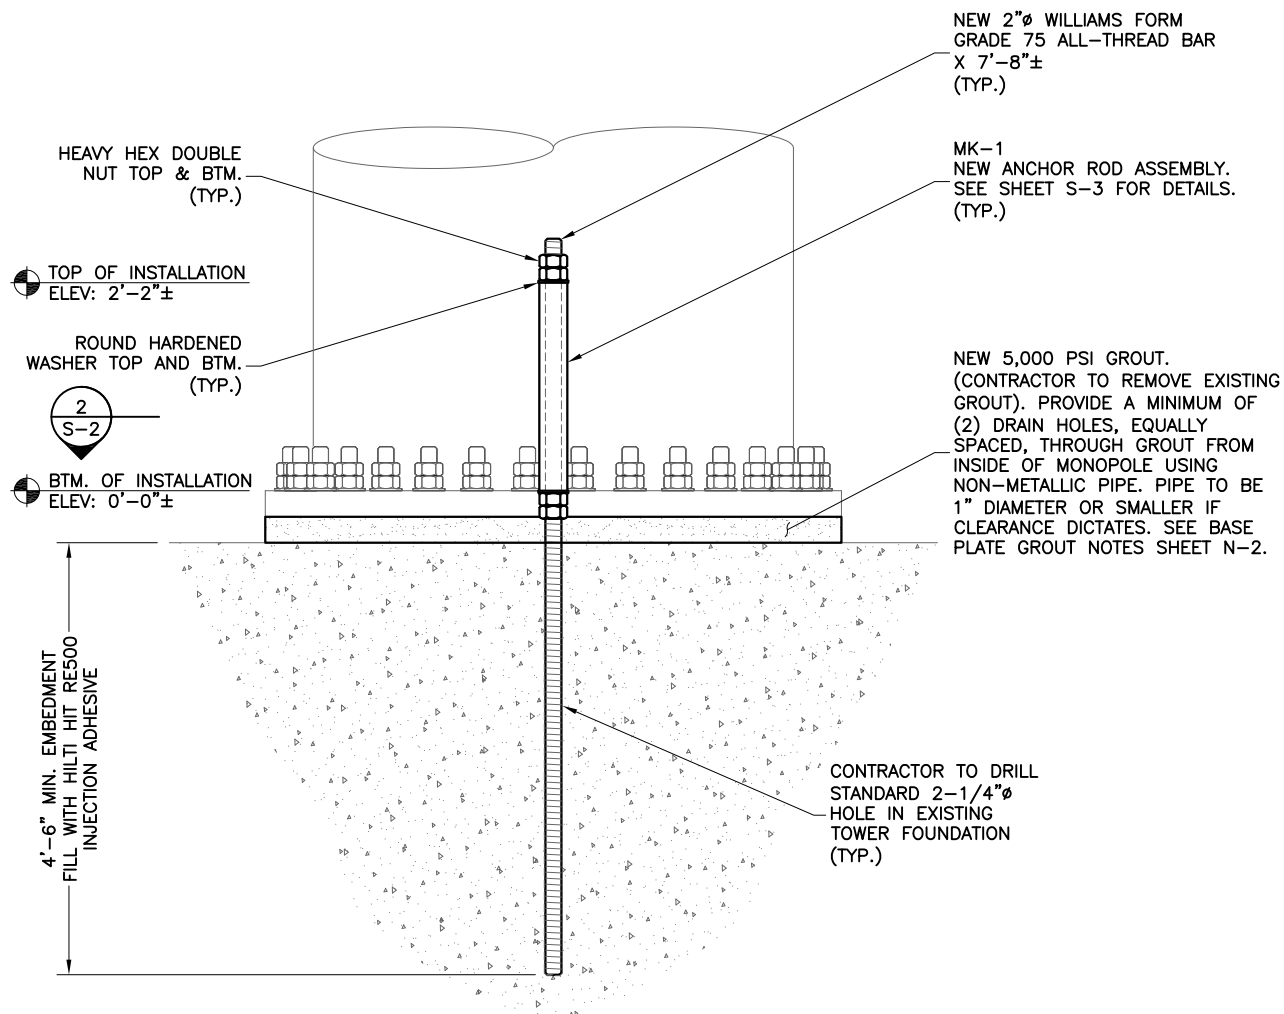 NEW 2"ø WILLIAMS FORM
GRADE 75 ALL-THREAD BAR
X 7'-8"±
(TYP.)
HEAVY HEX DOUBLE
NUT TOP & BTM.
(TYP.)
MK-1
NEW ANCHOR ROD ASSEMBLY.
SEE SHEET S-3 FOR DETAILS.
(TYP.)
TOP OF INSTALLATION
ELEV: 2'-2"±
ROUND HARDENED
WASHER TOP AND BTM.
(TYP.)
2
S-2
BTM. OF INSTALLATION
ELEV: 0'-0"±
NEW 5,000 PSI GROUT.
(CONTRACTOR TO REMOVE EXISTING
GROUT). PROVIDE A MINIMUM OF
(2) DRAIN HOLES, EQUALLY
SPACED, THROUGH GROUT FROM
INSIDE OF MONOPOLE USING
NON-METALLIC PIPE. PIPE TO BE
1" DIAMETER OR SMALLER IF
CLEARANCE DICTATES. SEE BASE
PLATE GROUT NOTES SHEET N-2.
4'-6" MIN. EMBEDMENT
FILL WITH HILTI HIT RE500
INJECTION ADHESIVE
CONTRACTOR TO DRILL
STANDARD 2-1/4"ø
HOLE IN EXISTING
TOWER FOUNDATION
(TYP.)